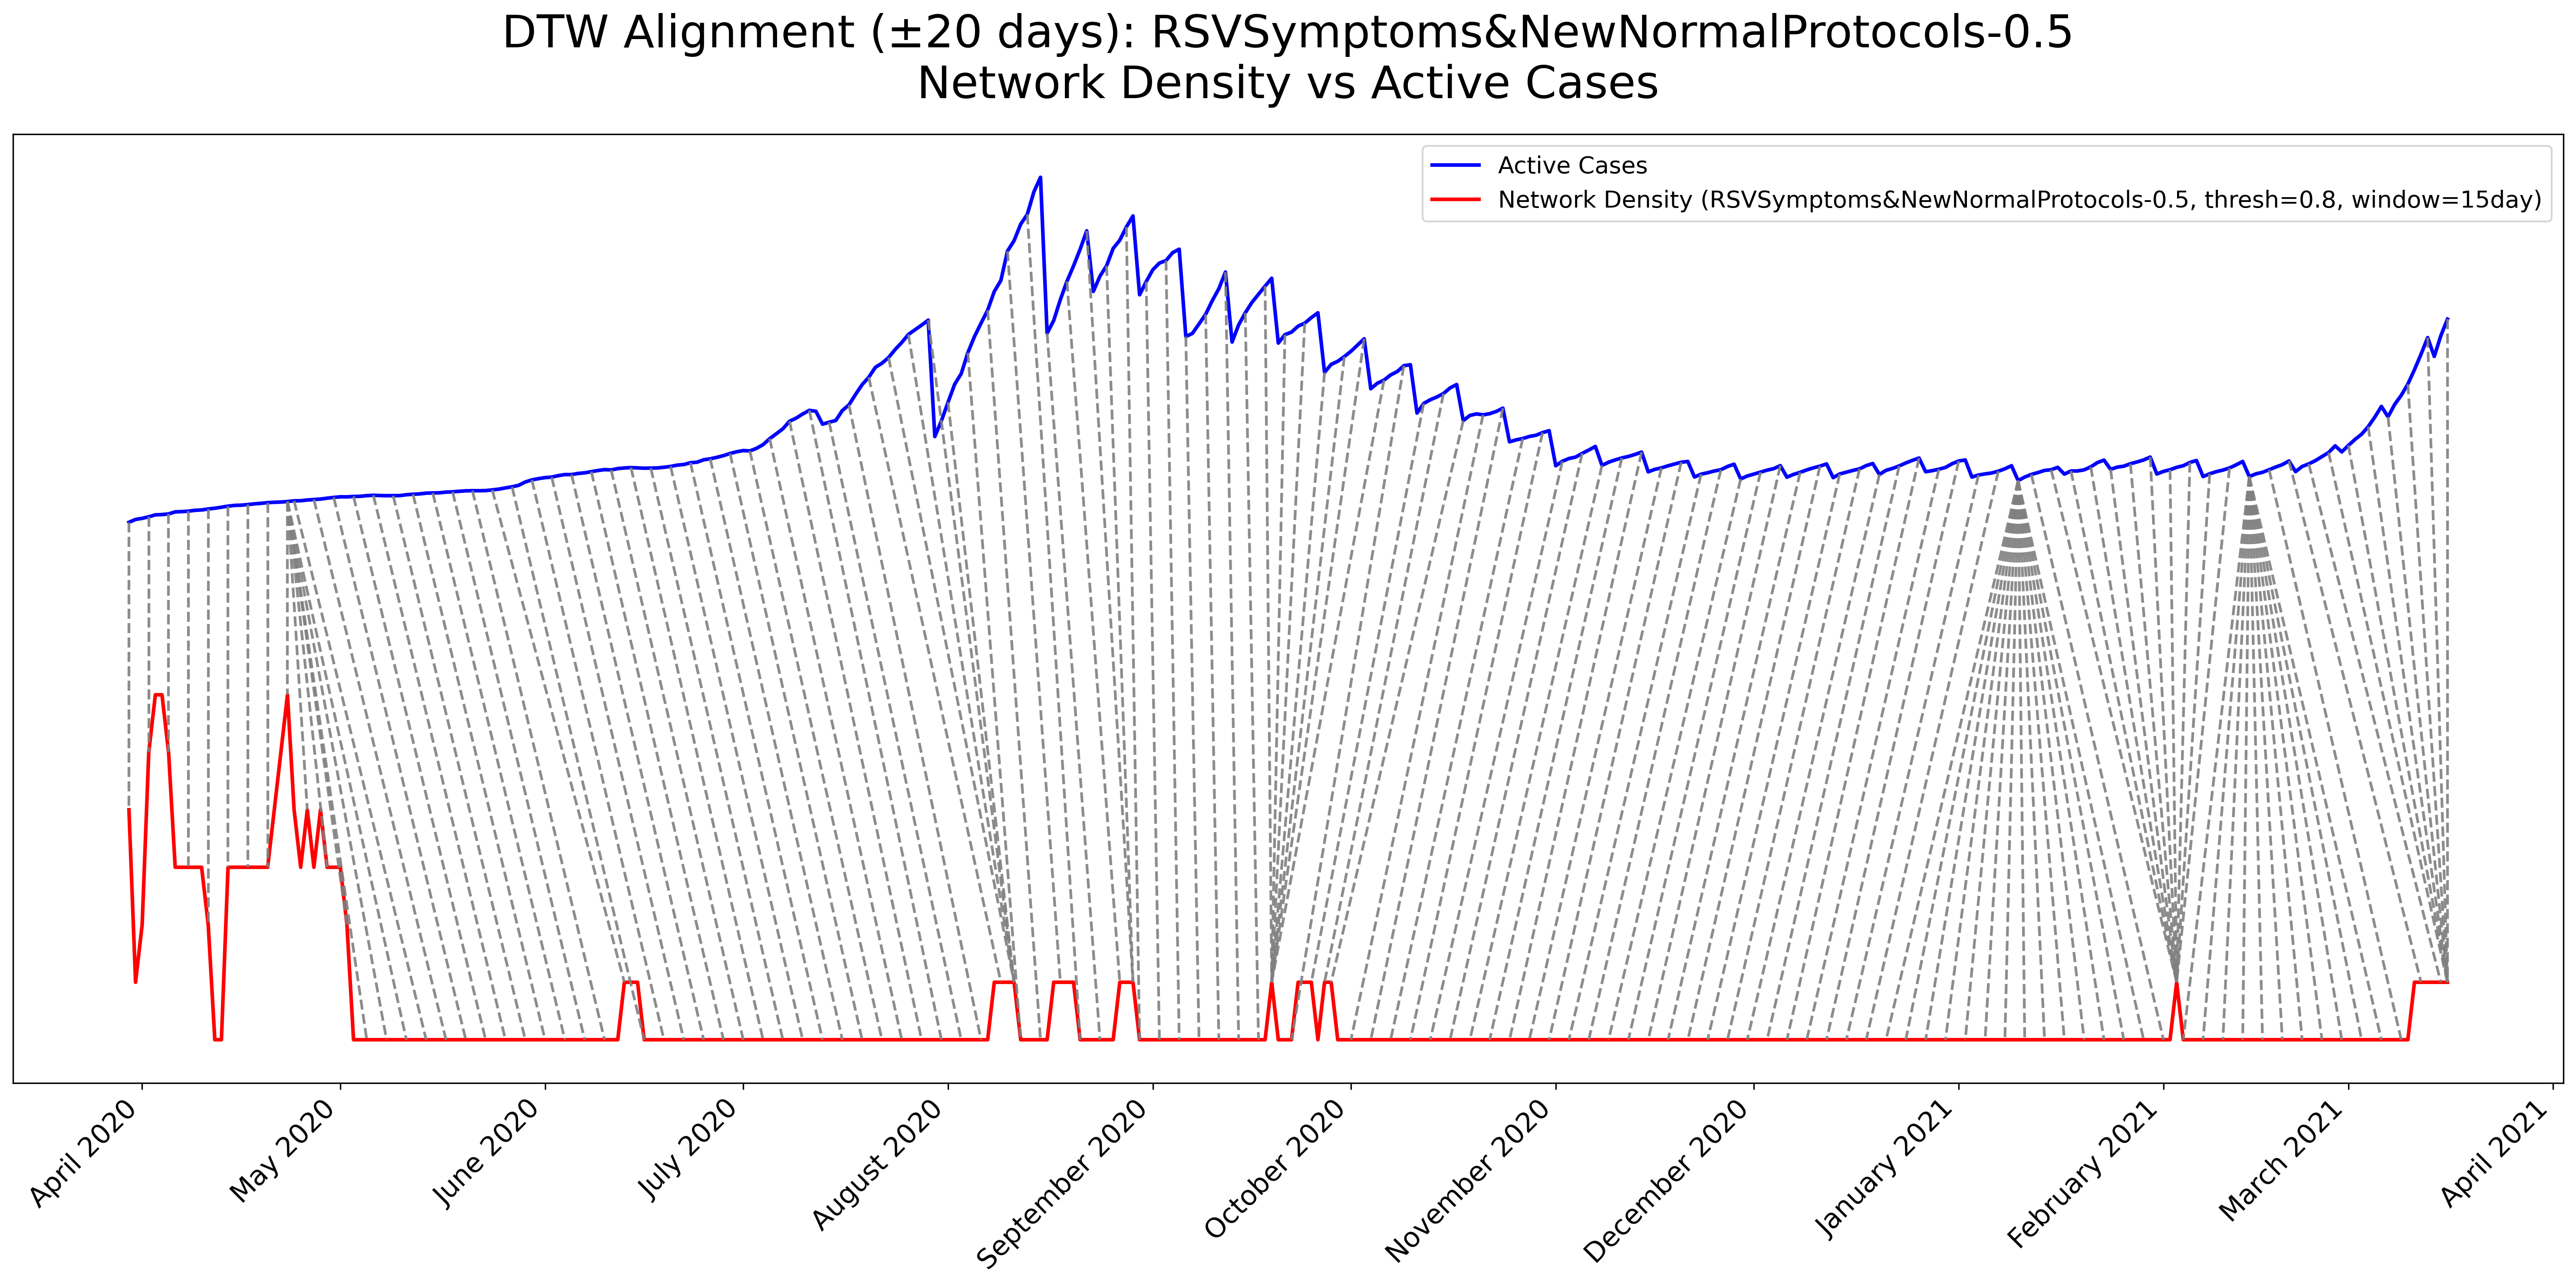 DTW Alignment (±20 days): RSVSymptoms&NewNormalProtocols-0.5
Network Density vs Active Cases
Active Cases
Network Density (RSVSymptoms&NewNormalProtocols-0.5, thresh=0.8, window=15day)
April 2020
May 2020
June 2020
July 2020
August 2020
September 2020
October 2020
November 2020
December 2020
January 2021
February 2021
March 2021
April 2021